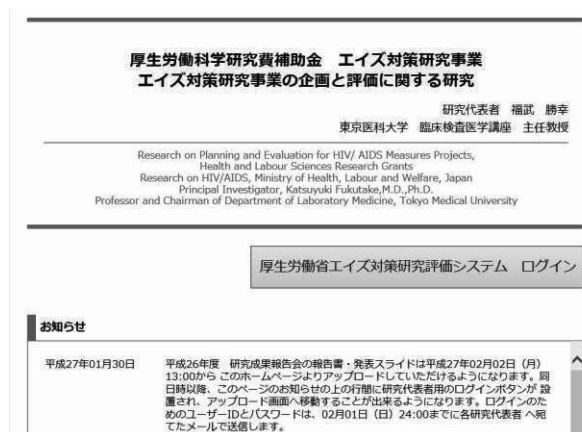 厚生労働科学研究費補助金　エイズ対策研究事業
エイズ対策研究事業の企画と評価に関する研究
研究代表者　福武　勝幸
東京医科大学　臨床検査医学講座　主任教授
Research on Planning and Evaluation for HIV/ AIDS Measures Projects,
Health and Labour Sciences Research Grants
Research on HIV/AIDS, Ministry of Health, Labour and Welfare, Japan
Principal Investigator, Katsuyuki Fukutake,M.D.,Ph.D.
Professor and Chairman of Department of Laboratory Medicine, Tokyo Medical University
厚生労働省エイズ対策研究評価システム　ログイン
お知らせ
平成27年01月30日
平成26年度　研究成果報告会の報告書・発表スライドは平成27年02月02日（月）
13:00から このホームページよりアップロードしていただけるようになります。同
日時以降、このページのお知らせの上の行間に研究代表者用のログインボタンが 設
置され、アップロード画面へ移動することが出来るようになります。ログインのた
めのユーザーIDとパスワードは、02月01日（日）24:00までに各研究代表者 へ宛
てたメールで送信します。